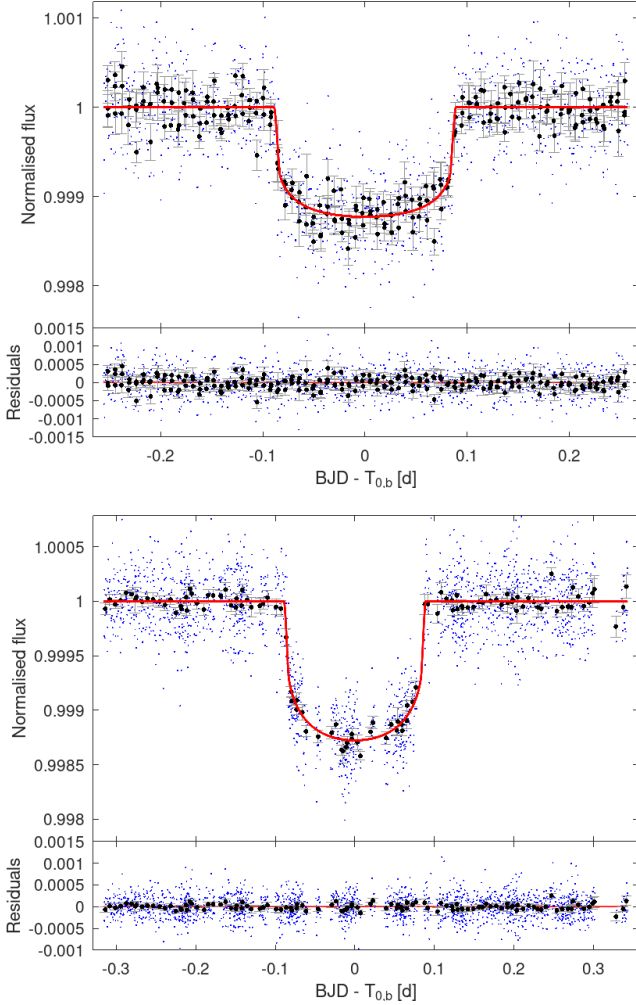 1.001
1
0.999
0.998
Normalised flux
0.0015
0.001
0.0005
0
-0.0005
-0.001
-0.0015
Residuals
-0.2 -0.1 0 0.1 0.2
BJD - T0,b [d]
1.0005
1
0.9995
0.999
0.9985
0.998
Normalised flux
0.0015
0.001
0.0005
0
-0.0005
-0.001
Residuals
-0.3 -0.2 -0.1 0 0.1 0.2 0.3
BJD - T0,b [d]